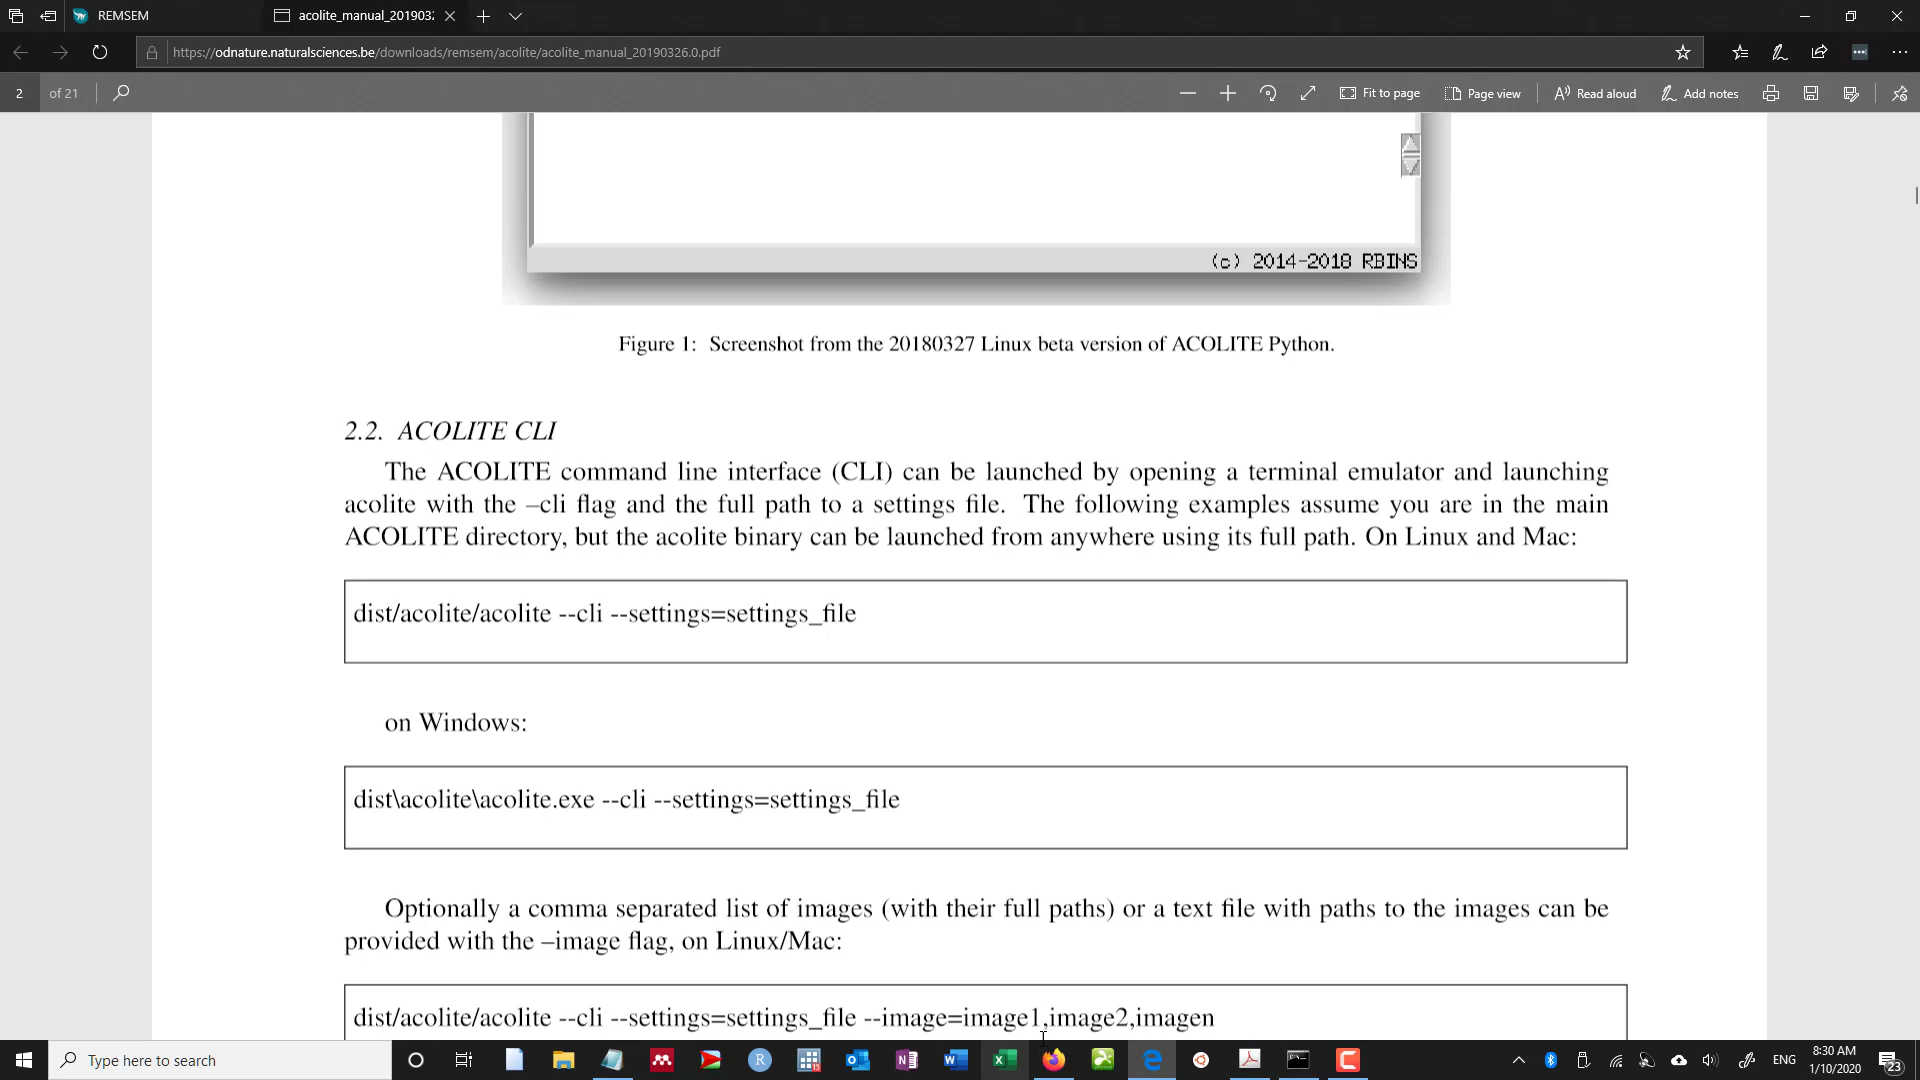 REMSEM
acolite_manual_201903
https://odnature.naturalsciences.be/downloads/remsem/acolite/acolite_manual_20190326.0.pdf
2 of 21
Fit to page
Page view
Read aloud
Add notes
(c) 2014-2018 RBINS
Figure 1: Screenshot from the 20180327 Linux beta version of ACOLITE Python.
2.2. ACOLITE CLI
The ACOLITE command line interface (CLI) can be launched by opening a terminal emulator and launching
acolite with the –cli flag and the full path to a settings file. The following examples assume you are in the main
ACOLITE directory, but the acolite binary can be launched from anywhere using its full path. On Linux and Mac:
dist/acolite/acolite --cli --settings=settings_file
on Windows:
dist\acolite\acolite.exe --cli --settings=settings_file
Optionally a comma separated list of images (with their full paths) or a text file with paths to the images can be
provided with the –image flag, on Linux/Mac:
dist/acolite/acolite --cli --settings=settings_file --image=image1,image2,imagen
Type here to search
ENG
8:30 AM
1/10/2020
23